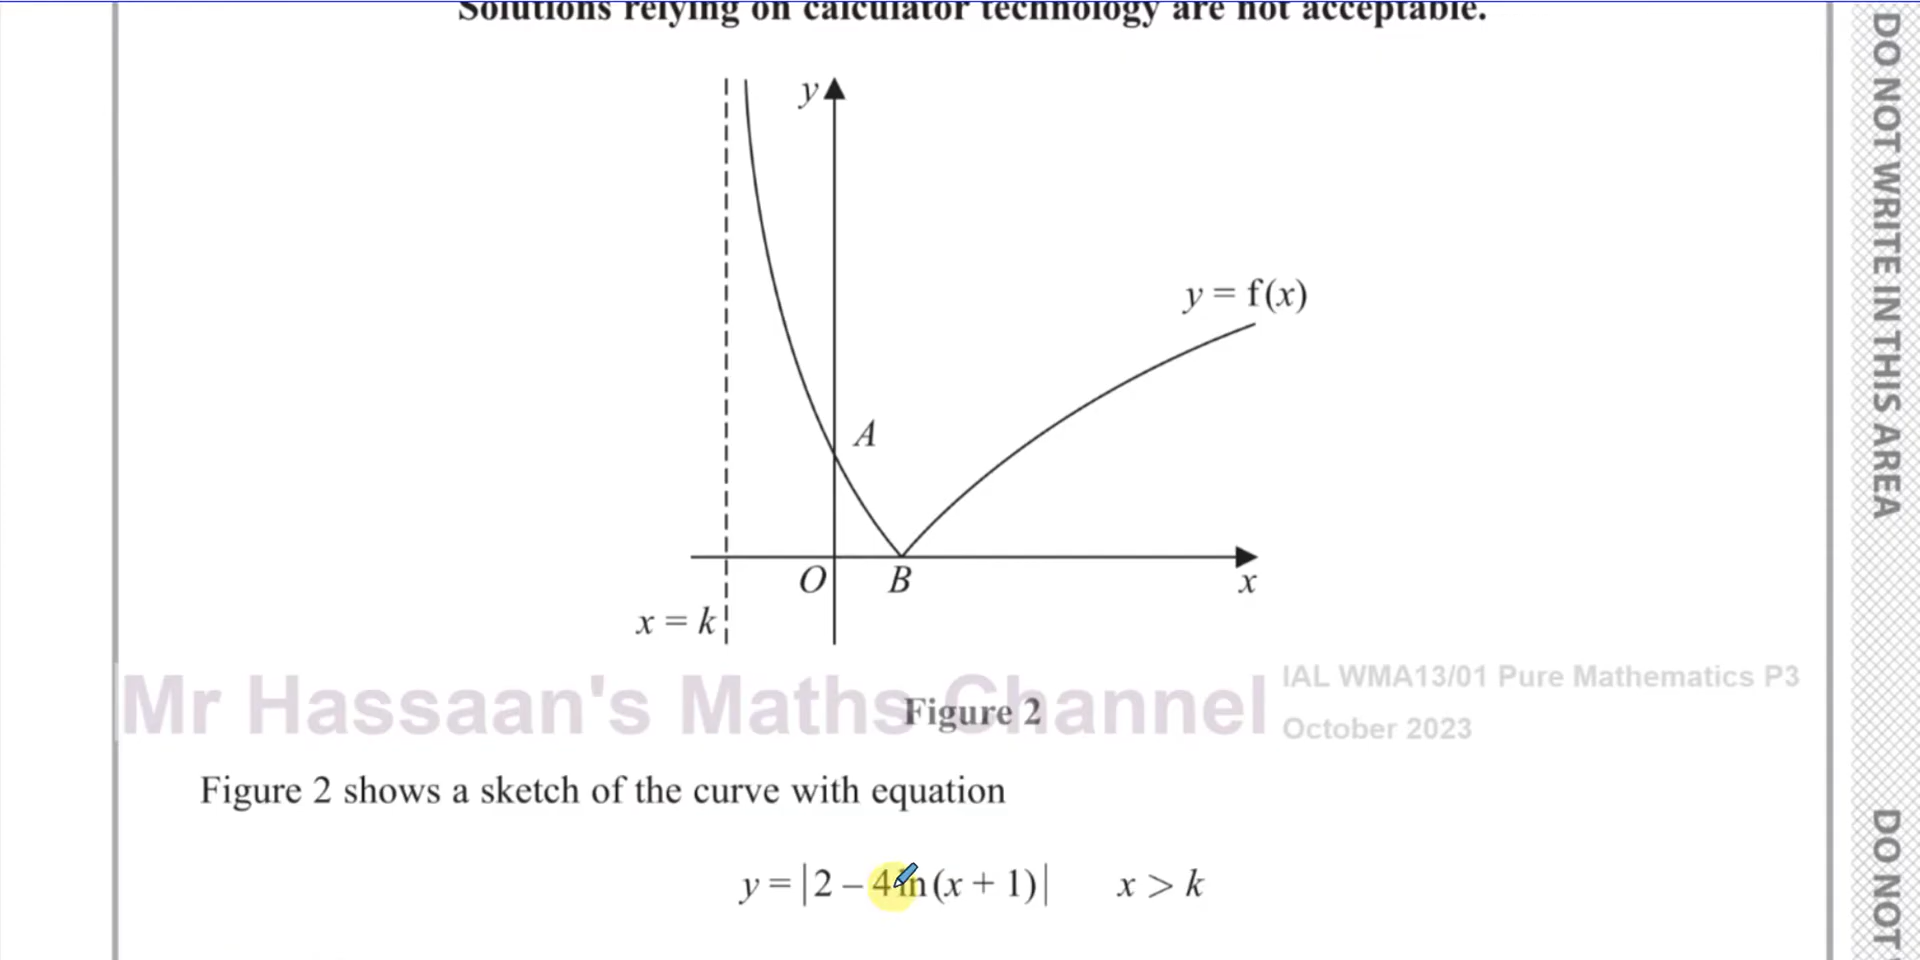 Solutions relying on calculator technology are not acceptable.
y
A
y = f(x)
O
B
x
x = k
Mr Hassaan's Maths Channel
IAL WMA13/01 Pure Mathematics P3
October 2023
Figure 2
Figure 2 shows a sketch of the curve with equation
y = |2 – 4ln(x + 1)| x > k
DO NOT WRITE IN THIS AREA
DO NOT